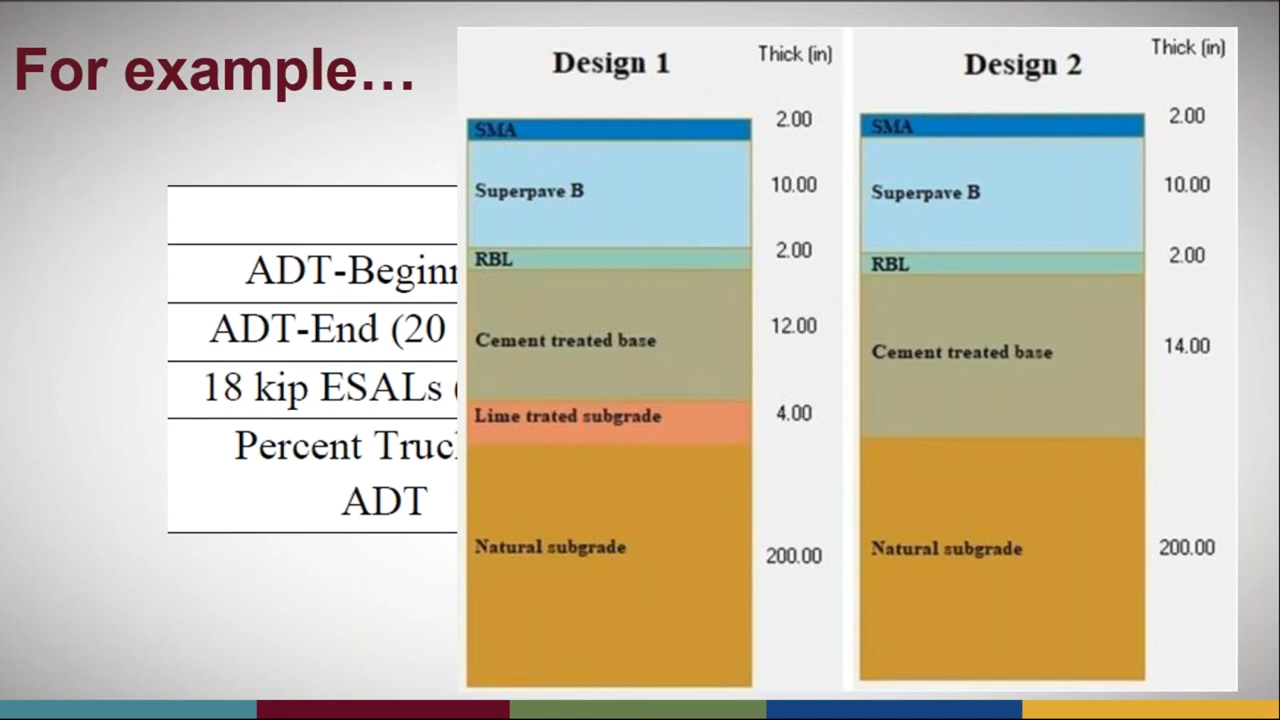 For example…
ADT-Beginn
ADT-End (20
18 kip ESALs (
Percent Truc
ADT
Design 1
Thick (in)
SMA
2.00
Superpave B
10.00
RBL
2.00
Cement treated base
12.00
Lime trated subgrade
4.00
Natural subgrade
200.00
Design 2
Thick (in)
SMA
2.00
Superpave B
10.00
RBL
2.00
Cement treated base
14.00
Natural subgrade
200.00